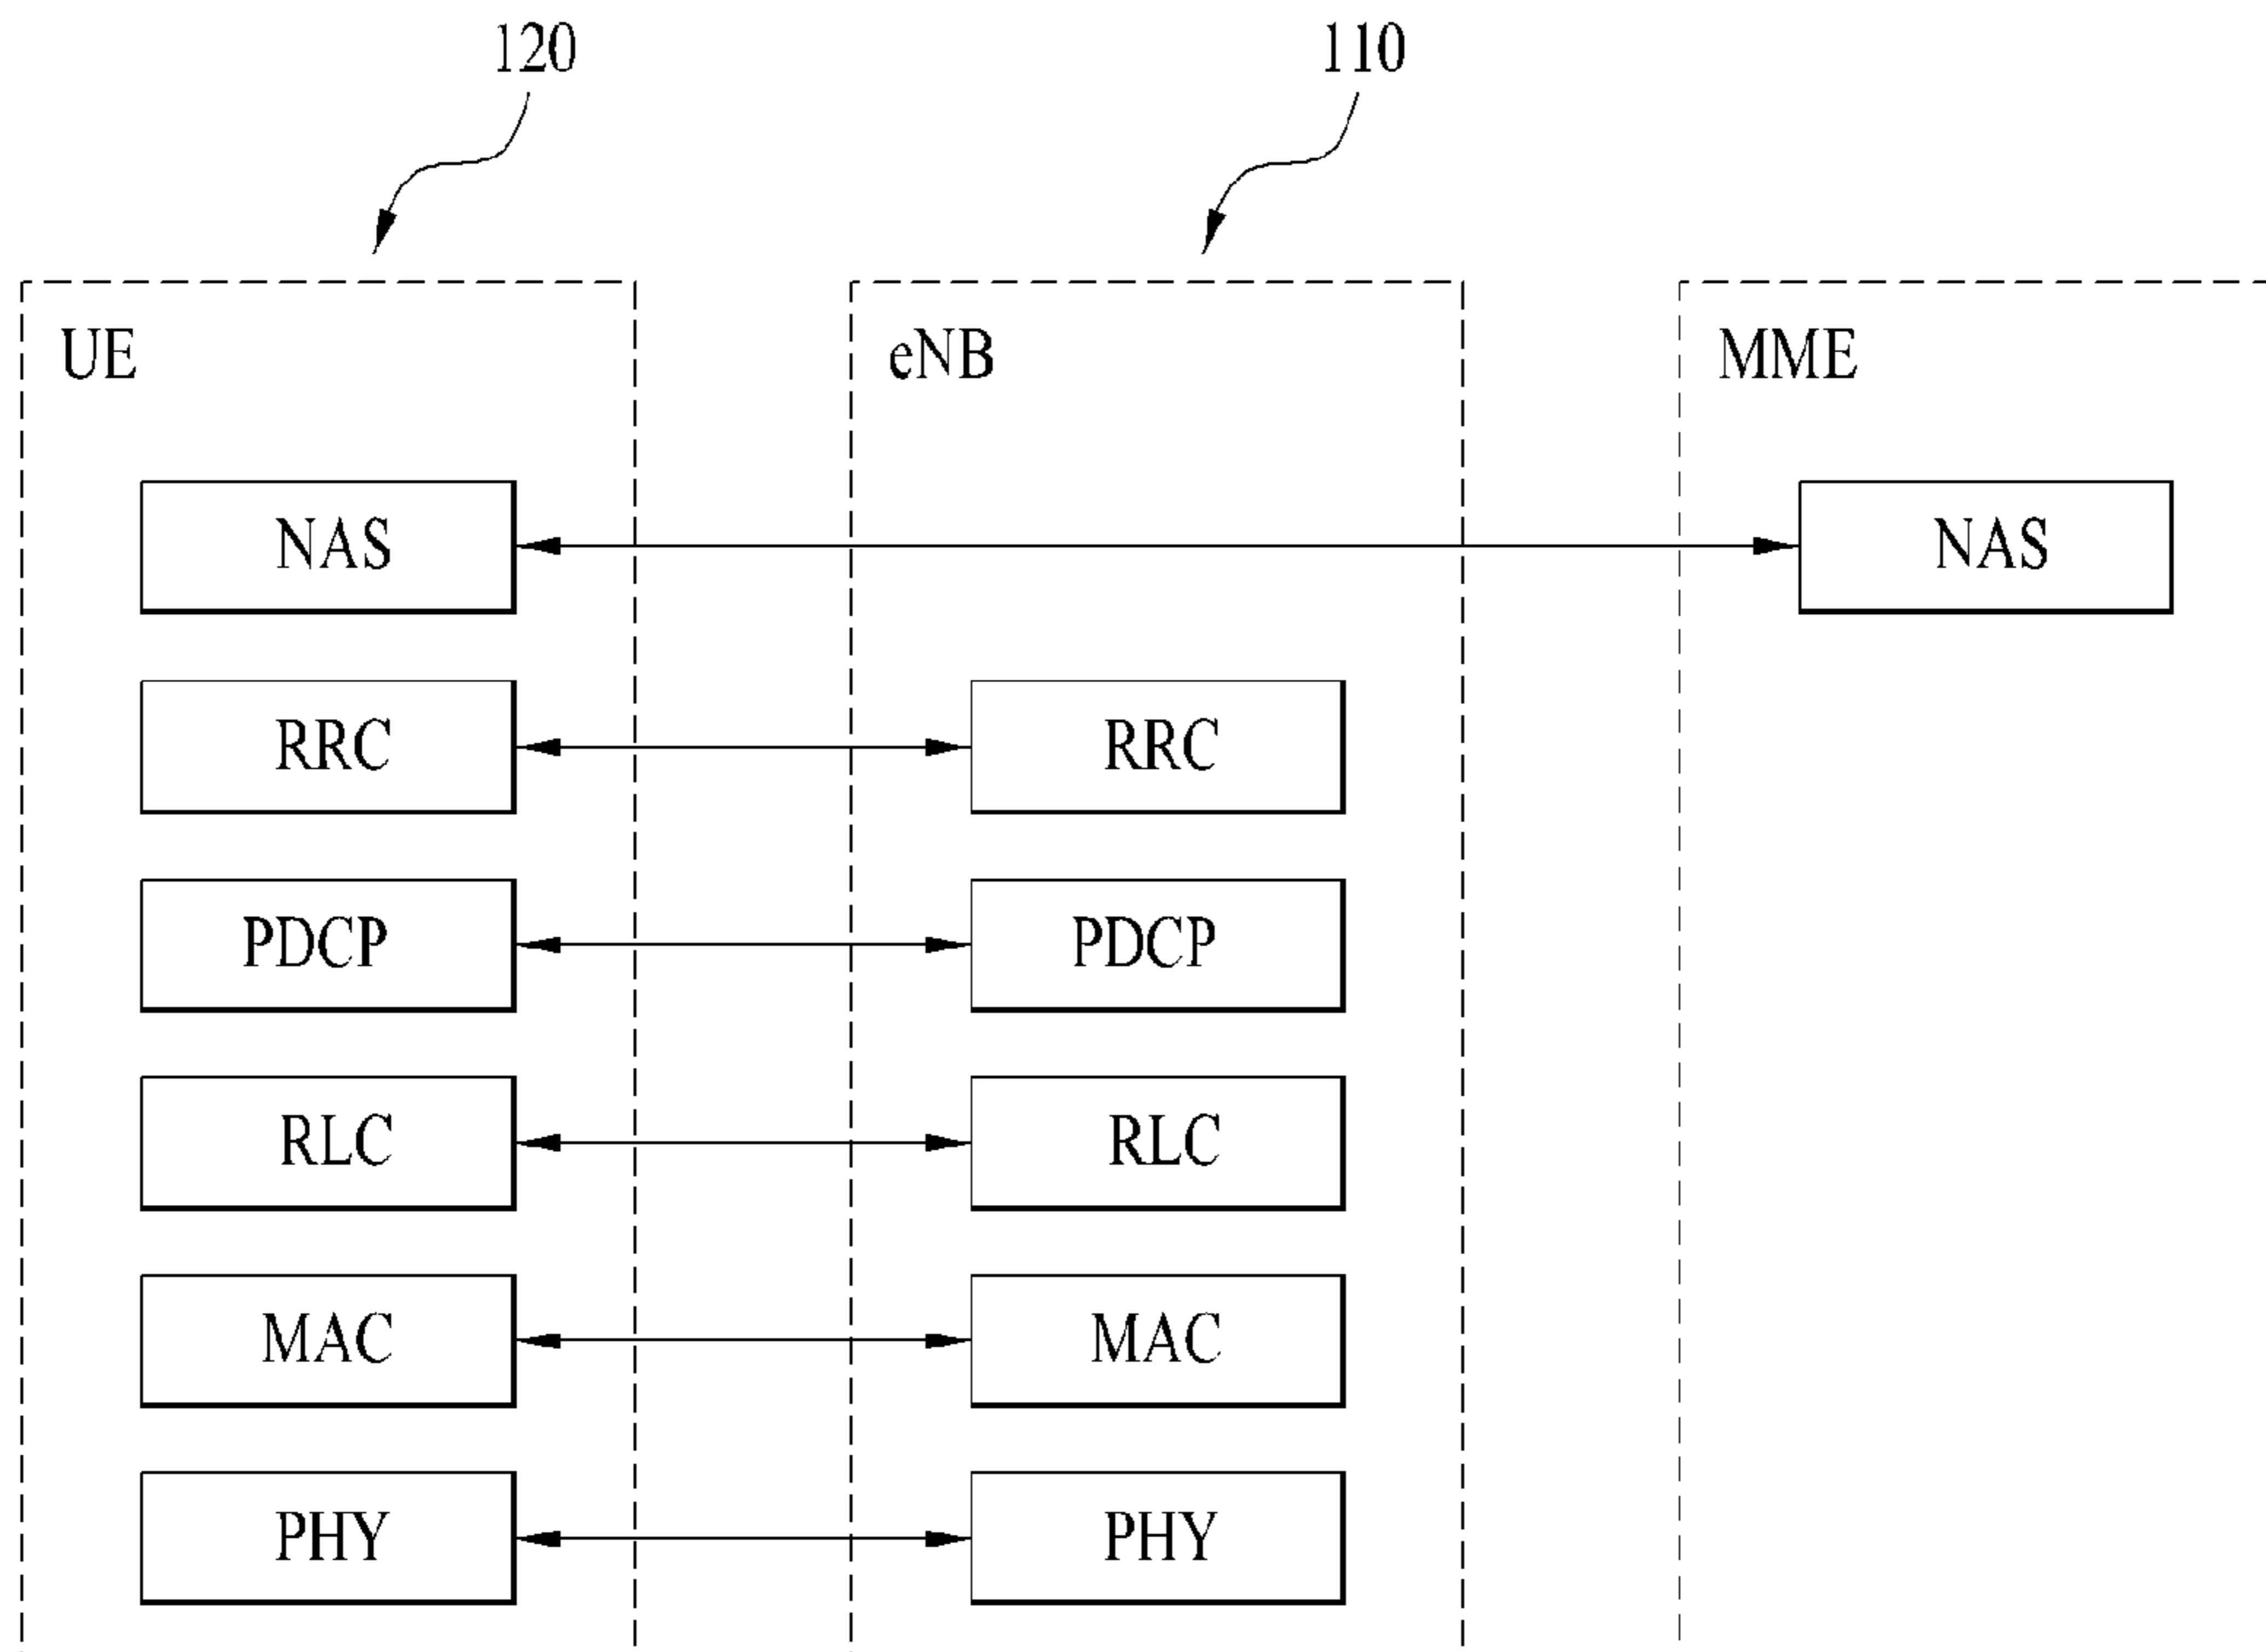 120 110
UE eNB MME
NAS NAS
RRC RRC
PDCP PDCP
RLC RLC
MAC MAC
PHY PHY